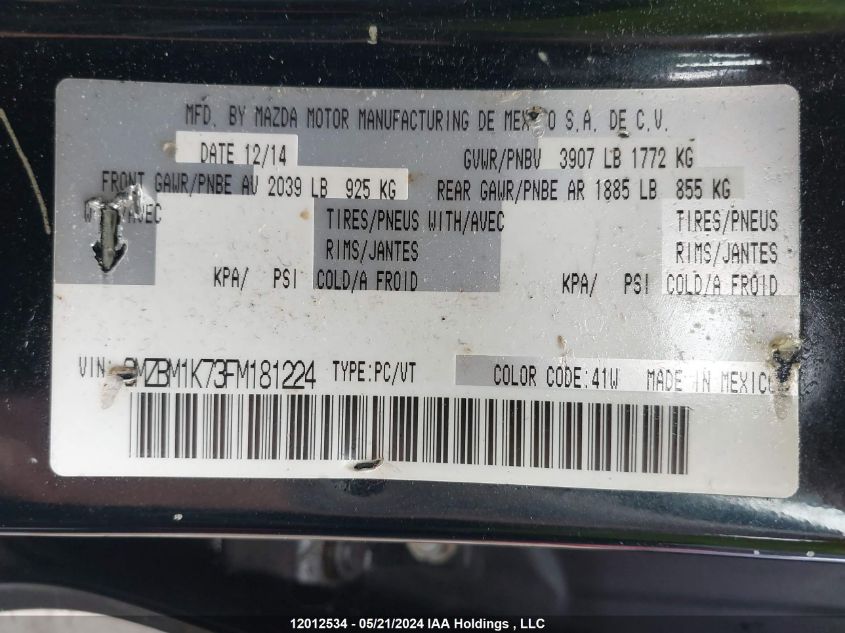 MFD. BY MAZDA MOTOR MANUFACTURING DE MEXICO S.A. DE C.V.
DATE 12/14 GVWR/PNBV 3907 LB 1772 KG
FRONT GAWR/PNBE AV 2039 LB 925 KG REAR GAWR/PNBE AR 1885 LB 855 KG
WITH/AVEC TIRES/PNEUS WITH/AVEC TIRES/PNEUS
RIMS/JANTES RIMS/JANTES
KPA/ PSI COLD/A FROID KPA/ PSI COLD/A FROID
VIN: 3MZBM1K73FM181224 TYPE:PC/VT COLOR CODE:41W MADE IN MEXICO
12012534 - 05/21/2024 IAA Holdings , LLC